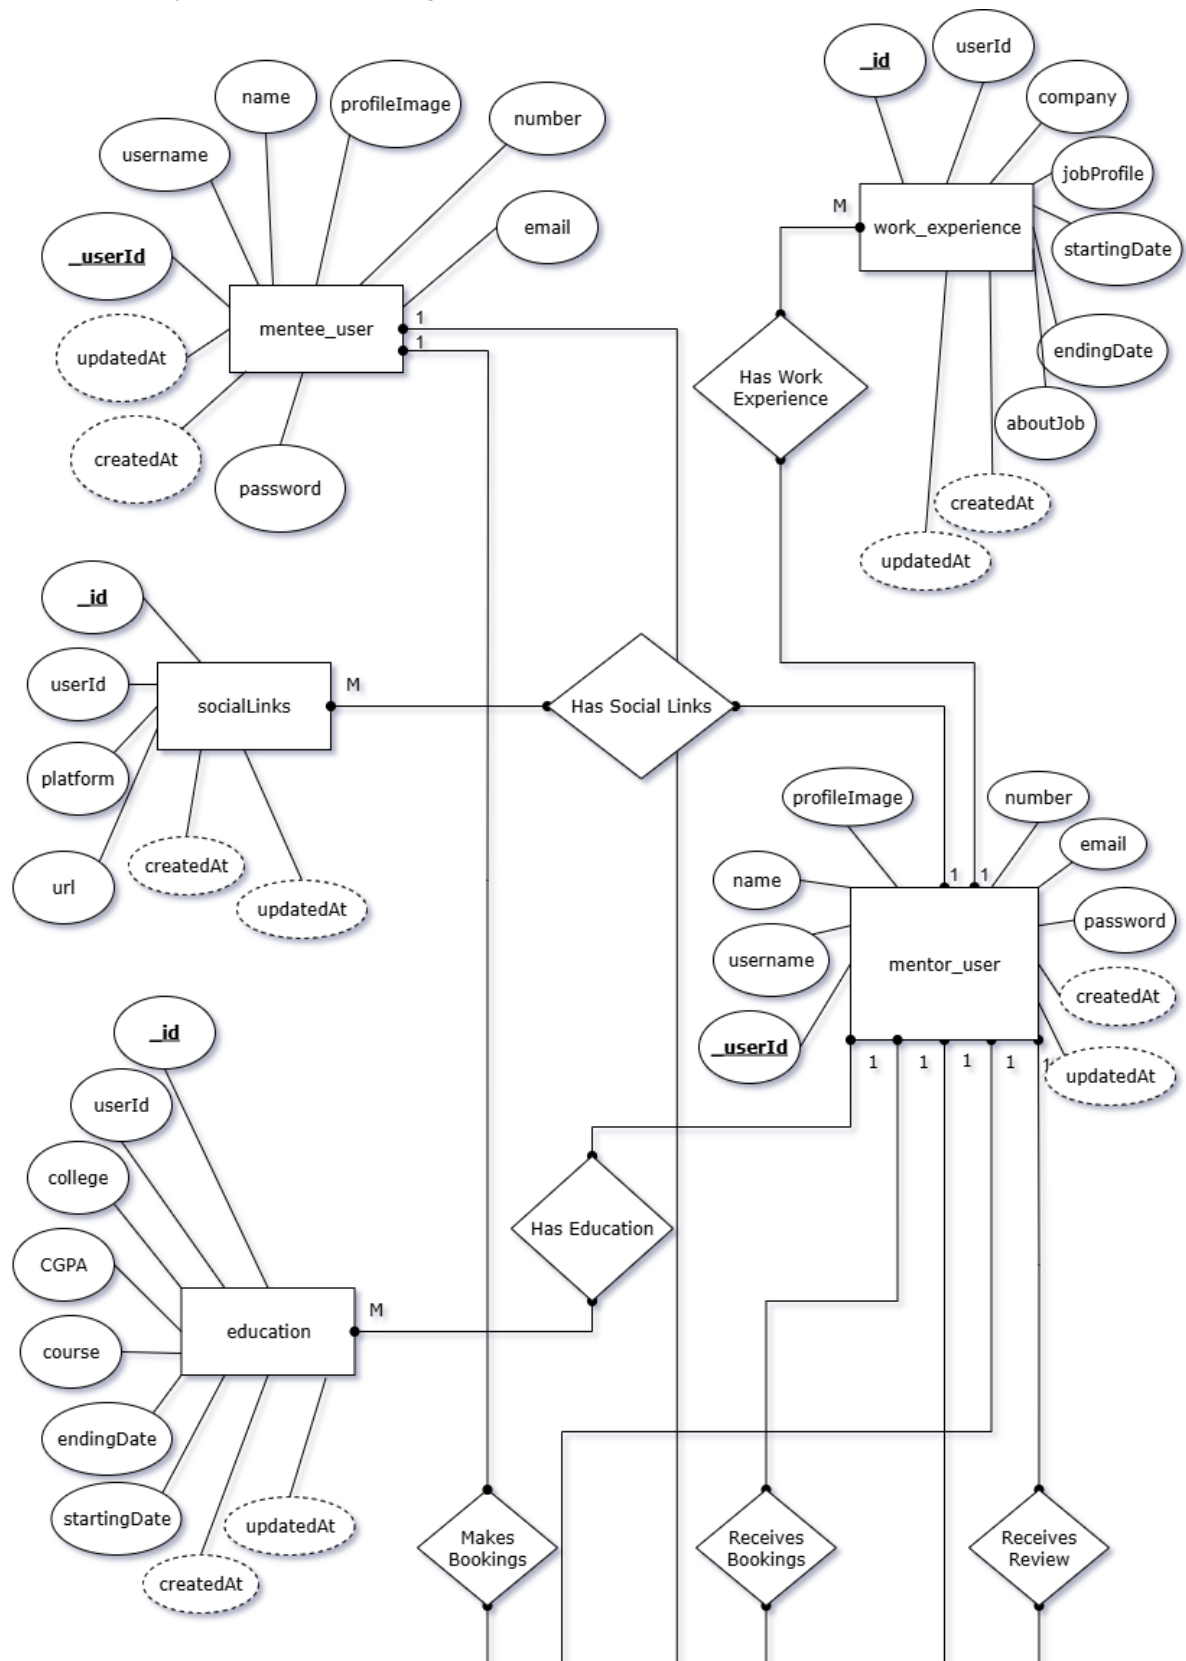 _id
userId
company
jobProfile
startingDate
endingDate
aboutJob
createdAt
updatedAt
work_experience
M
name
profileImage
number
username
email
_userId
mentee_user
1
1
updatedAt
createdAt
password
Has Work
Experience
_id
userId
socialLinks
M
Has Social Links
platform
url
createdAt
updatedAt
profileImage
number
name
email
1
1
username
mentor_user
password
createdAt
_userId
updatedAt
1
1
1
1
1
_id
userId
college
CGPA
course
education
M
Has Education
endingDate
startingDate
updatedAt
createdAt
Makes
Bookings
Receives
Bookings
Receives
Review